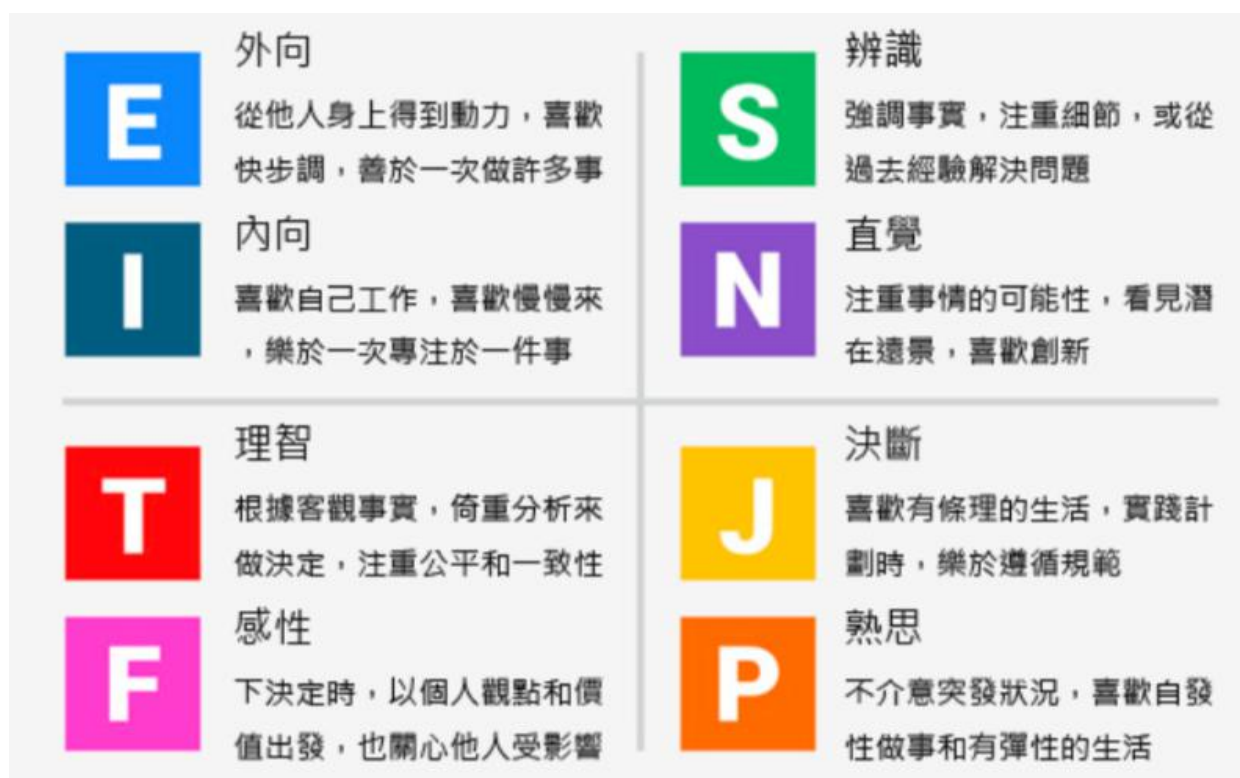 E
外向
從他人身上得到動力，喜歡
快步調，善於一次做許多事
I
內向
喜歡自己工作，喜歡慢慢來
，樂於一次專注於一件事
S
辨識
強調事實，注重細節，或從
過去經驗解決問題
N
直覺
注重事情的可能性，看見潛
在遠景，喜歡創新
T
理智
根據客觀事實，倚重分析來
做決定，注重公平和一致性
F
感性
下決定時，以個人觀點和價
值出發，也關心他人受影響
J
決斷
喜歡有條理的生活，實踐計
劃時，樂於遵循規範
P
熟思
不介意突發狀況，喜歡自發
性做事和有彈性的生活